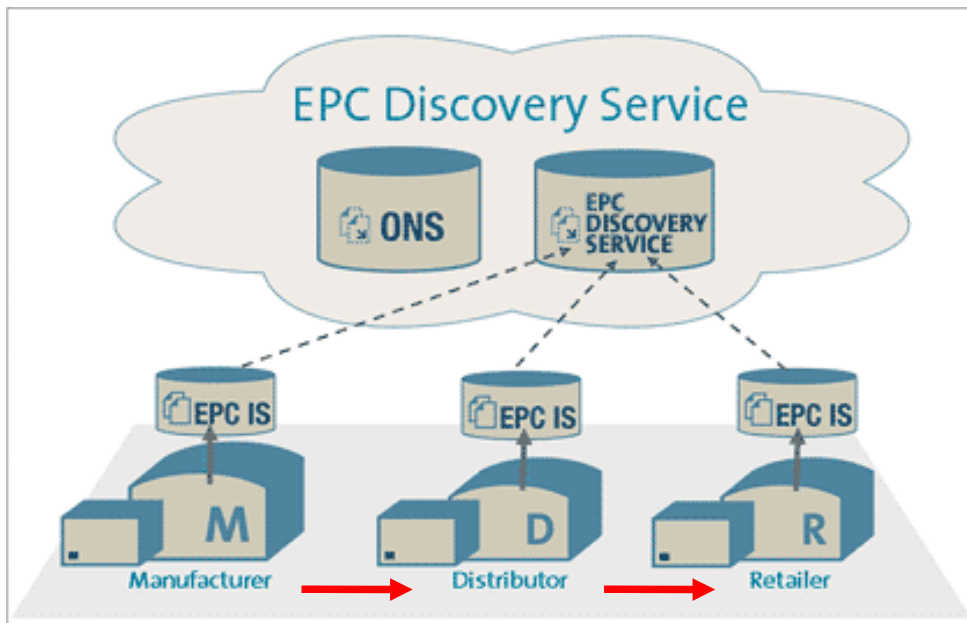 EPC Discovery Service
ONS
EPC
DISCOVERY
SERVICE
EPC IS
EPC IS
EPC IS
M
D
R
Manufacturer
Distributor
Retailer